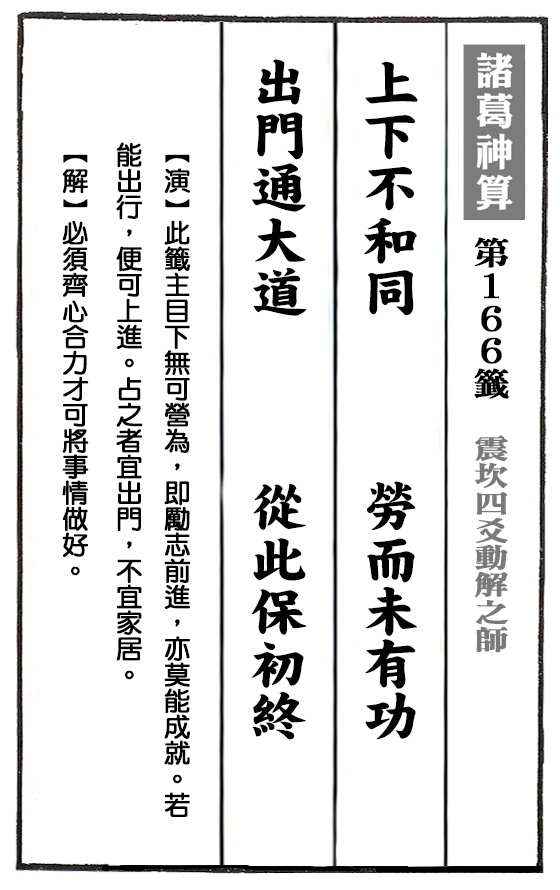 諸葛神算 第166籤 震坎四爻動解之師
上下不和同 勞而未有功
出門通大道 從此保初終
【演】此籤主目下無可營為，即勵志前進，亦莫能成就。若
能出行，便可上進。占之者宜出門，不宜家居。
【解】必須齊心合力才可將事情做好。